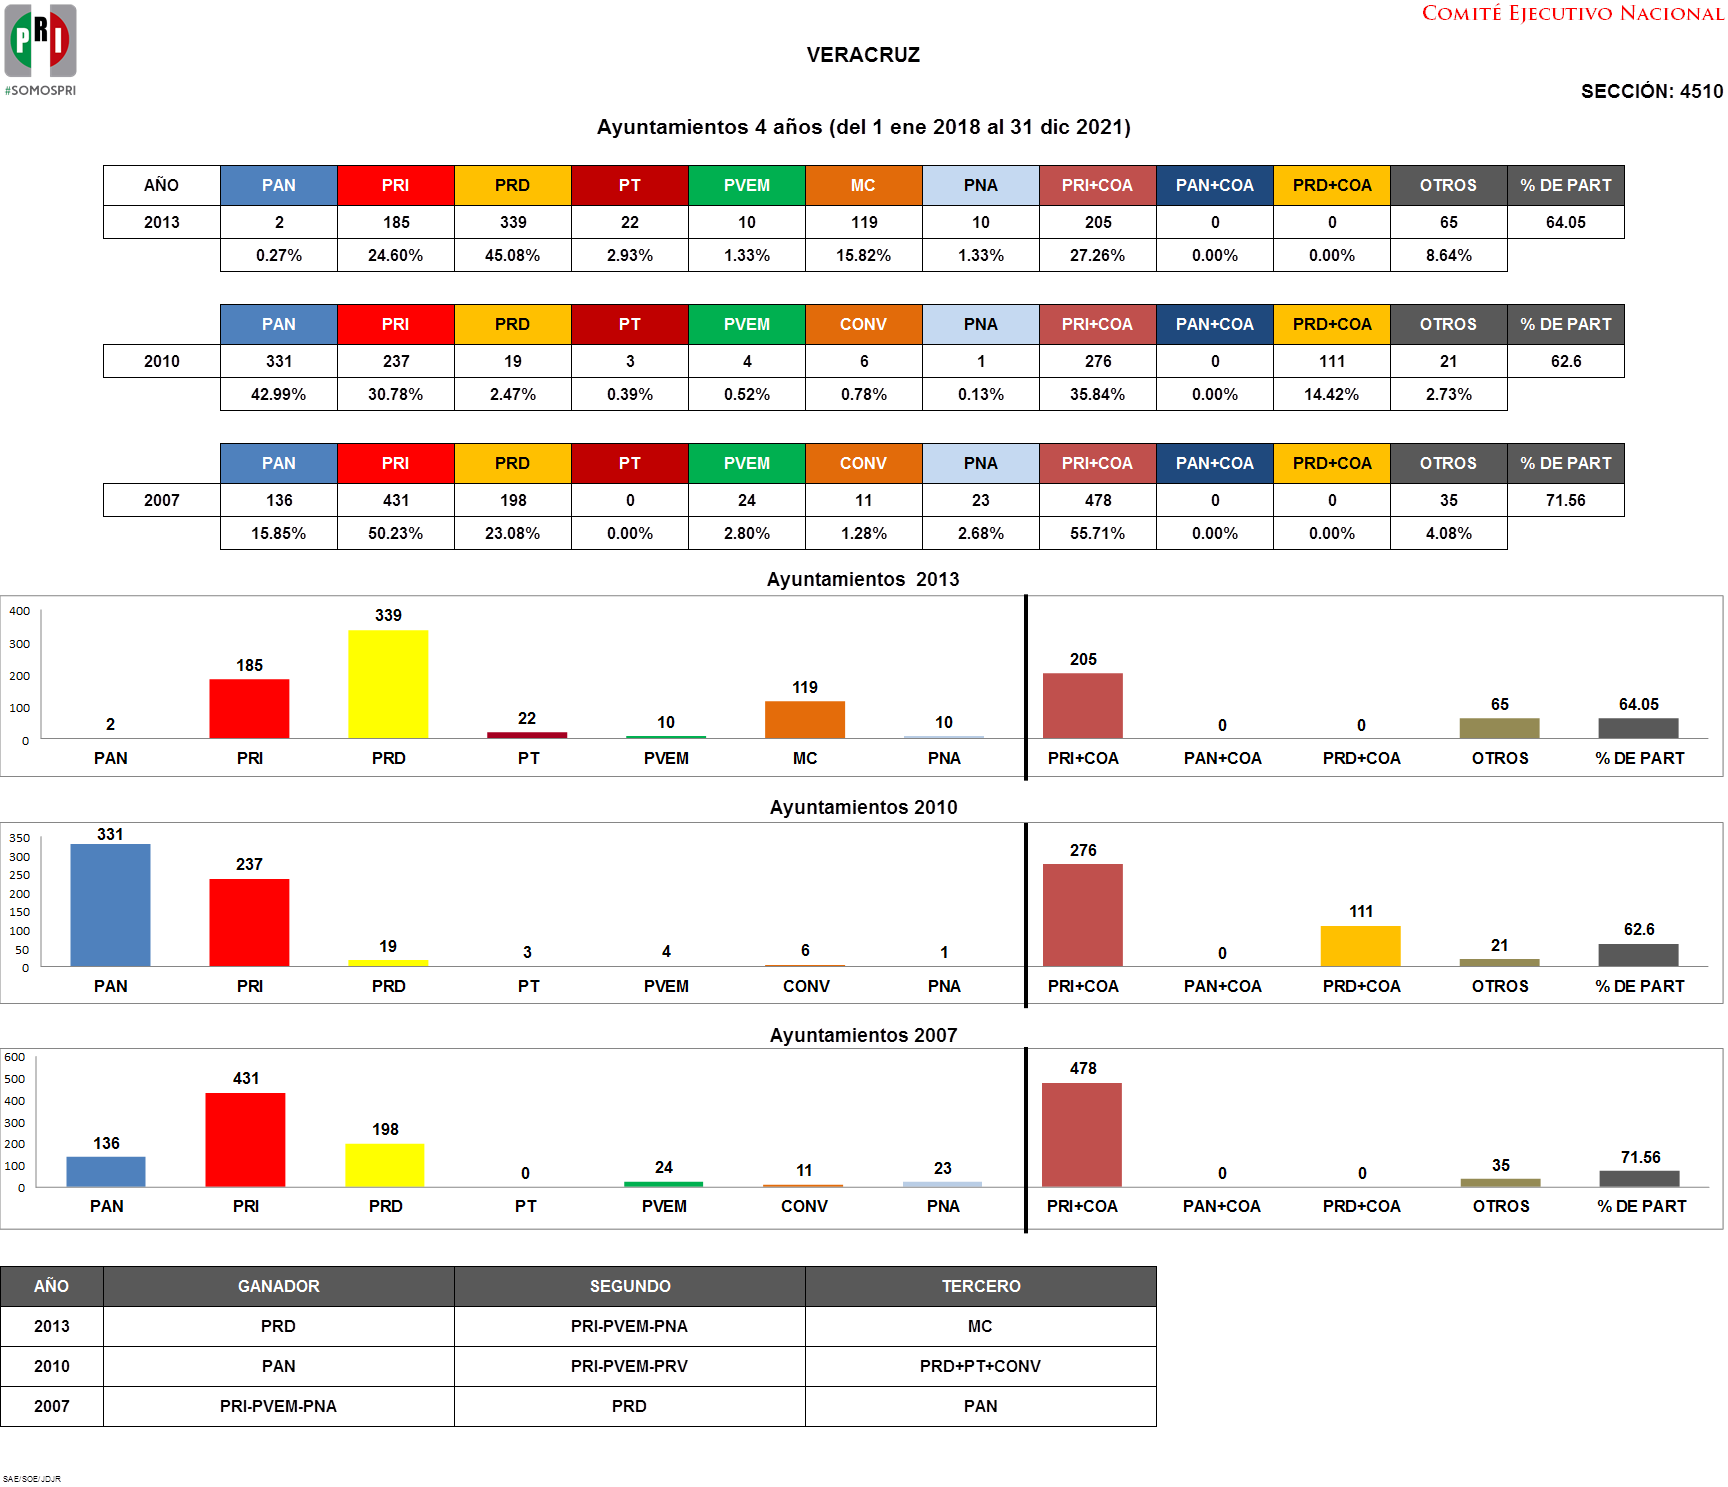 PRI
#SOMOSPRI
COMITÉ EJECUTIVO NACIONAL
VERACRUZ
SECCIÓN: 4510
Ayuntamientos 4 años (del 1 ene 2018 al 31 dic 2021)
AÑO PAN PRI PRD PT PVEM MC PNA PRI+COA PAN+COA PRD+COA OTROS % DE PART
2013 2 185 339 22 10 119 10 205 0 0 65 64.05
0.27% 24.60% 45.08% 2.93% 1.33% 15.82% 1.33% 27.26% 0.00% 0.00% 8.64%
PAN PRI PRD PT PVEM CONV PNA PRI+COA PAN+COA PRD+COA OTROS % DE PART
2010 331 237 19 3 4 6 1 276 0 111 21 62.6
42.99% 30.78% 2.47% 0.39% 0.52% 0.78% 0.13% 35.84% 0.00% 14.42% 2.73%
PAN PRI PRD PT PVEM CONV PNA PRI+COA PAN+COA PRD+COA OTROS % DE PART
2007 136 431 198 0 24 11 23 478 0 0 35 71.56
15.85% 50.23% 23.08% 0.00% 2.80% 1.28% 2.68% 55.71% 0.00% 0.00% 4.08%
Ayuntamientos 2013
400
300
200
100
0
2 185 339 22 10 119 10 205 0 0 65 64.05
PAN PRI PRD PT PVEM MC PNA PRI+COA PAN+COA PRD+COA OTROS % DE PART
Ayuntamientos 2010
350
300
250
200
150
100
50
0
331 237 19 3 4 6 1 276 0 111 21 62.6
PAN PRI PRD PT PVEM CONV PNA PRI+COA PAN+COA PRD+COA OTROS % DE PART
Ayuntamientos 2007
600
500
400
300
200
100
0
136 431 198 0 24 11 23 478 0 0 35 71.56
PAN PRI PRD PT PVEM CONV PNA PRI+COA PAN+COA PRD+COA OTROS % DE PART
AÑO GANADOR SEGUNDO TERCERO
2013 PRD PRI-PVEM-PNA MC
2010 PAN PRI-PVEM-PRV PRD+PT+CONV
2007 PRI-PVEM-PNA PRD PAN
SAE/SOE/JDJR